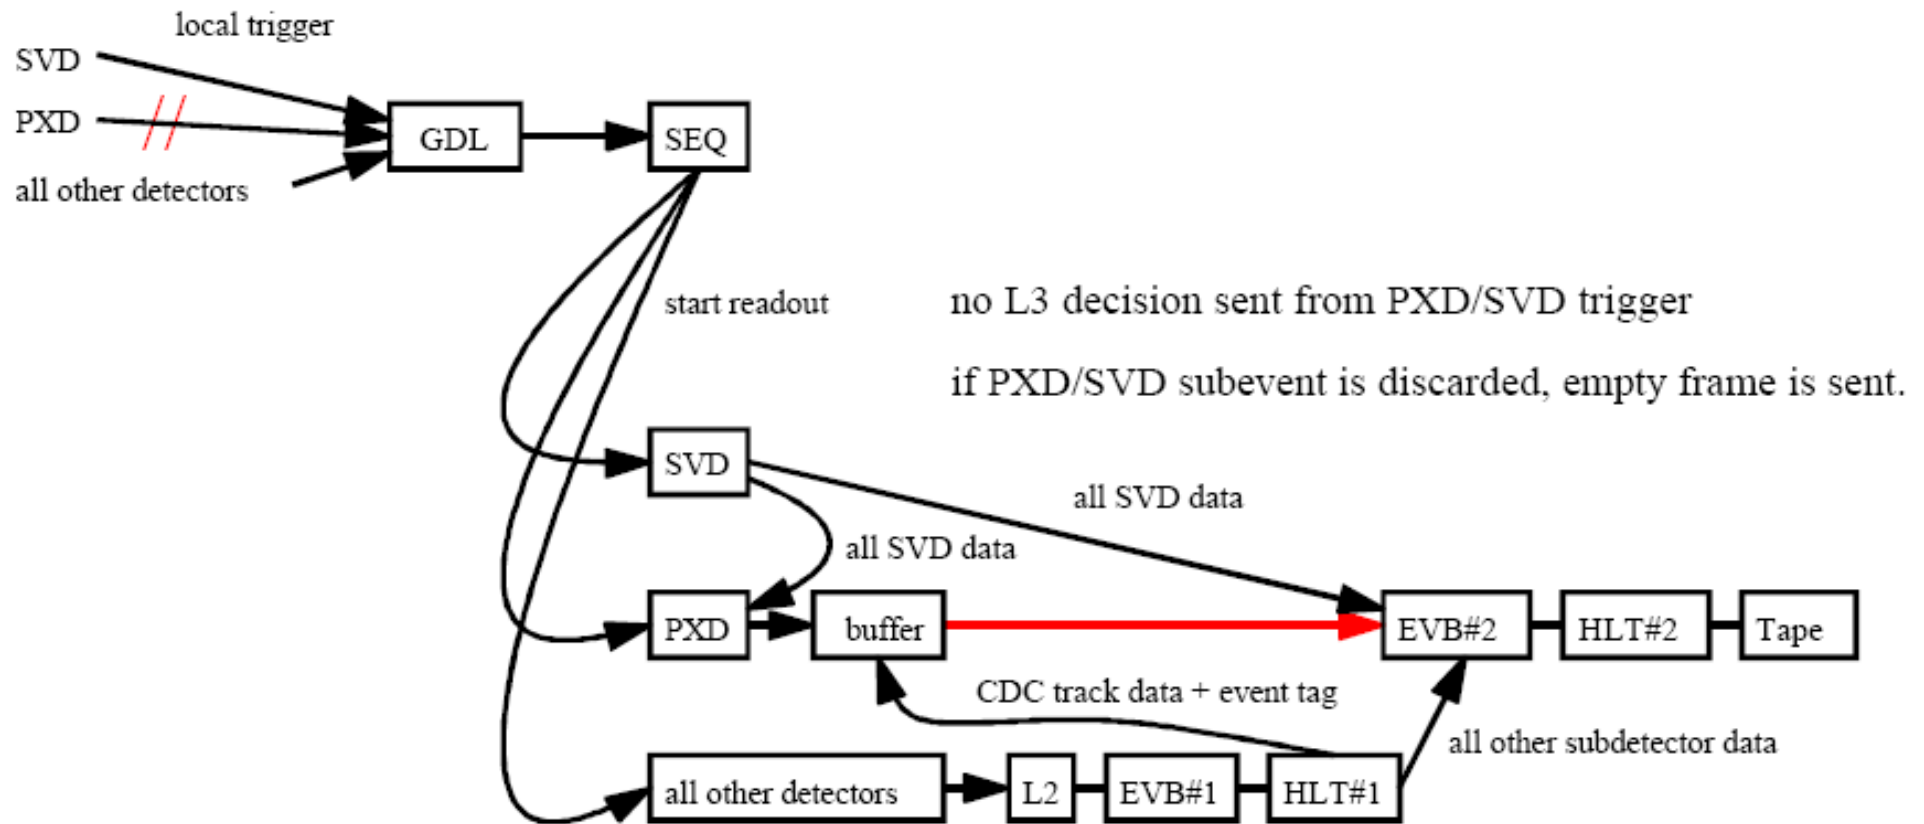 local trigger
SVD
PXD
GDL
SEQ
all other detectors
start readout
no L3 decision sent from PXD/SVD trigger
if PXD/SVD subevent is discarded, empty frame is sent.
SVD
all SVD data
all SVD data
PXD
buffer
EVB#2
HLT#2
Tape
CDC track data + event tag
all other subdetector data
all other detectors
L2
EVB#1
HLT#1